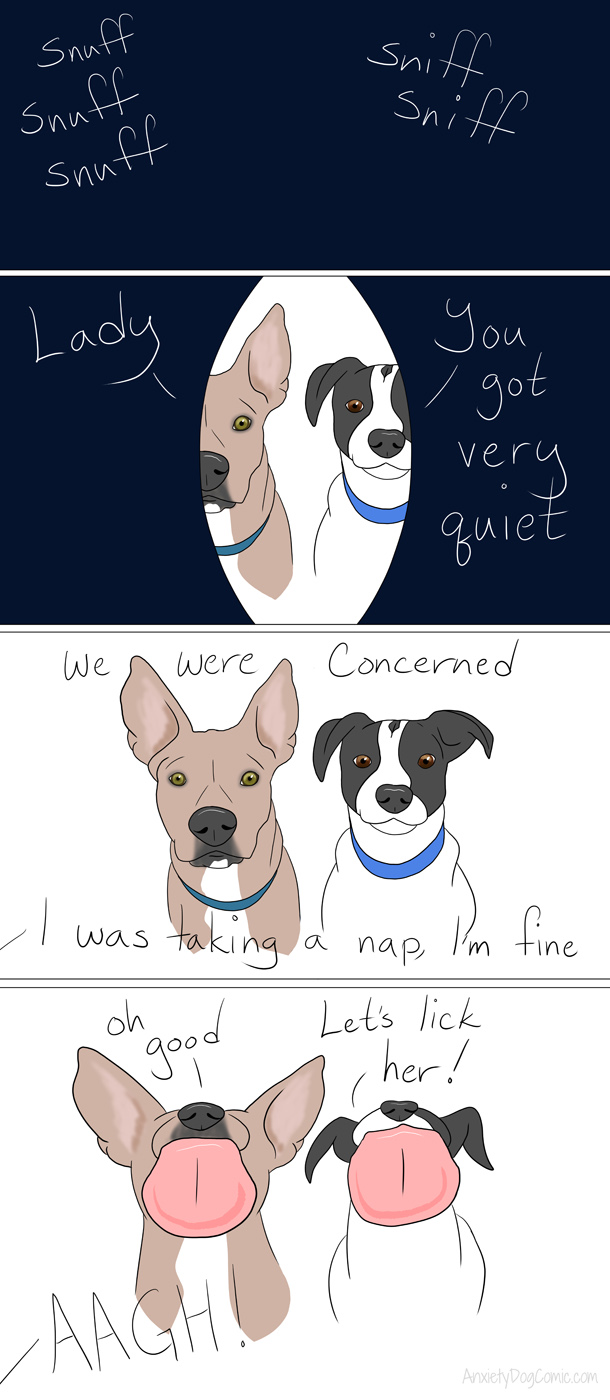 Snuff
Snuff
Snuff
Sniff
Sniff
Lady
You
got
very
quiet
We were Concerned
I was taking a nap, I'm fine
oh
good
Let's lick
her!
AAGH!
AnxietyDogComic.com